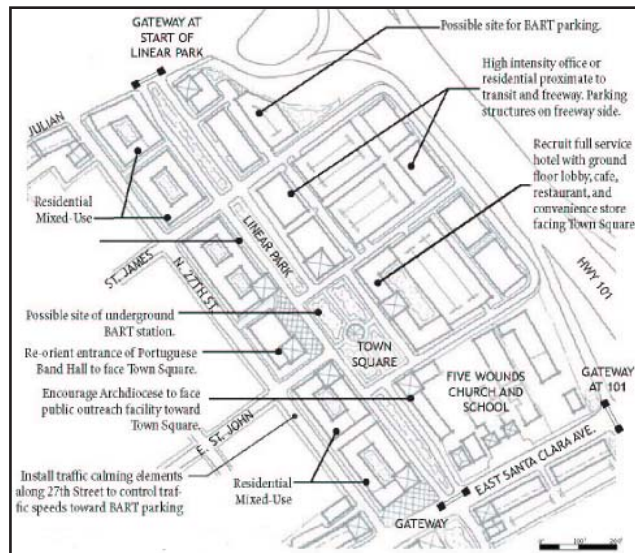 GATEWAY AT
START OF
LINEAR PARK
Possible site for BART parking.
High intensity office or
residential proximate to
transit and freeway. Parking
structures on freeway side.
JULIAN
Recruit full service
hotel with ground
floor lobby, cafe,
restaurant, and
convenience store
facing Town Square
Residential
Mixed-Use
LINEAR PARK
ST. JAMES
N. 27TH ST.
HWY 101
Possible site of underground
BART station.
TOWN
SQUARE
Re-orient entrance of Portuguese
Band Hall to face Town Square.
FIVE WOUNDS
CHURCH AND
SCHOOL
GATEWAY
AT 101
Encourage Archdiocese to face
public outreach facility toward
Town Square.
E. ST. JOHN
EAST SANTA CLARA AVE.
Install traffic calming elements
along 27th Street to control traf-
fic speeds toward BART parking
Residential
Mixed-Use
GATEWAY
0'
100'
200'